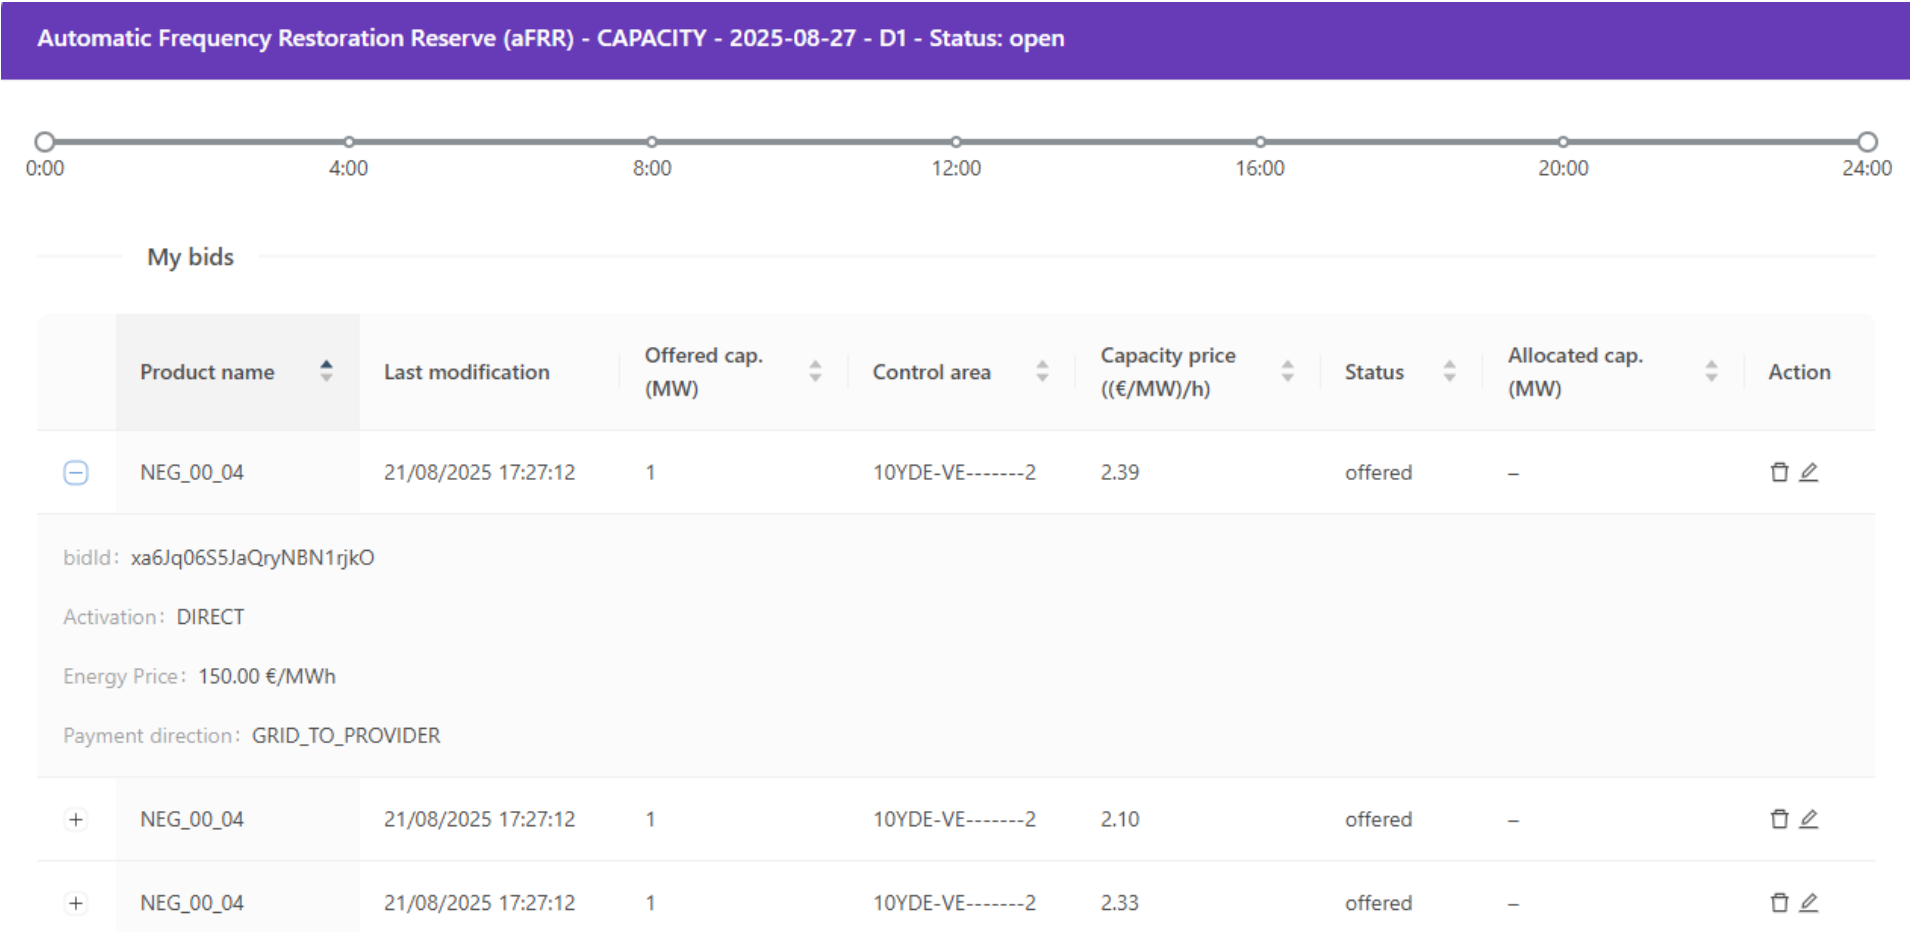 Automatic Frequency Restoration Reserve (aFRR) - CAPACITY - 2025-08-27 - D1 - Status: open
0:00 4:00 8:00 12:00 16:00 20:00 24:00
My bids
Product name Last modification Offered cap. (MW) Control area Capacity price ((€/MW)/h) Status Allocated cap. (MW) Action
NEG_00_04 21/08/2025 17:27:12 1 10YDE-VE-------2 2.39 offered –
bidId: xa6Jq06S5JaQryNBN1rjkO
Activation: DIRECT
Energy Price: 150.00 €/MWh
Payment direction: GRID_TO_PROVIDER
NEG_00_04 21/08/2025 17:27:12 1 10YDE-VE-------2 2.10 offered –
NEG_00_04 21/08/2025 17:27:12 1 10YDE-VE-------2 2.33 offered –